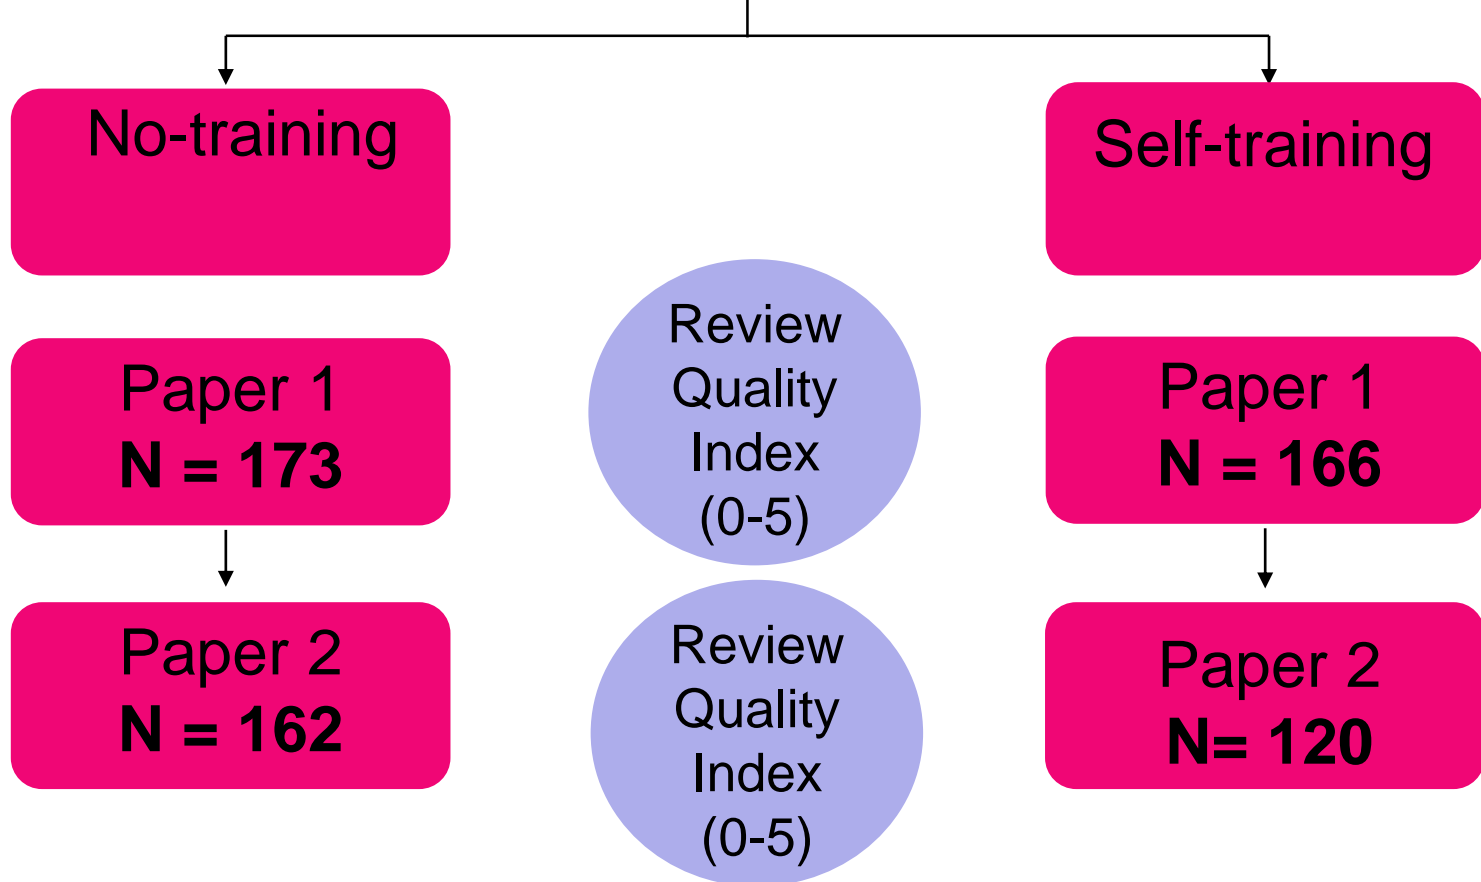 No-training
Self-training
Paper 1
N = 173
Review
Quality
Index
(0-5)
Paper 1
N = 166
Paper 2
N = 162
Review
Quality
Index
(0-5)
Paper 2
N= 120